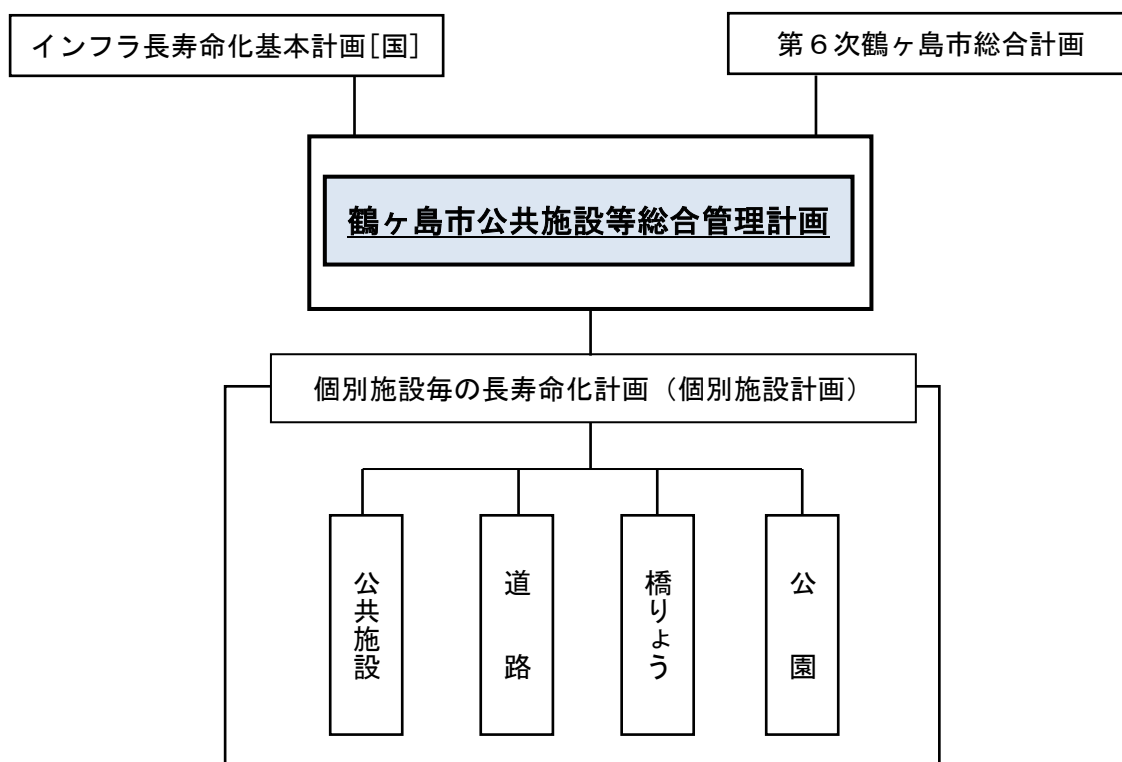 インフラ長寿命化基本計画[国]
第６次鶴ヶ島市総合計画
鶴ヶ島市公共施設等総合管理計画
個別施設毎の長寿命化計画（個別施設計画）
公共施設
道路
橋りょう
公園